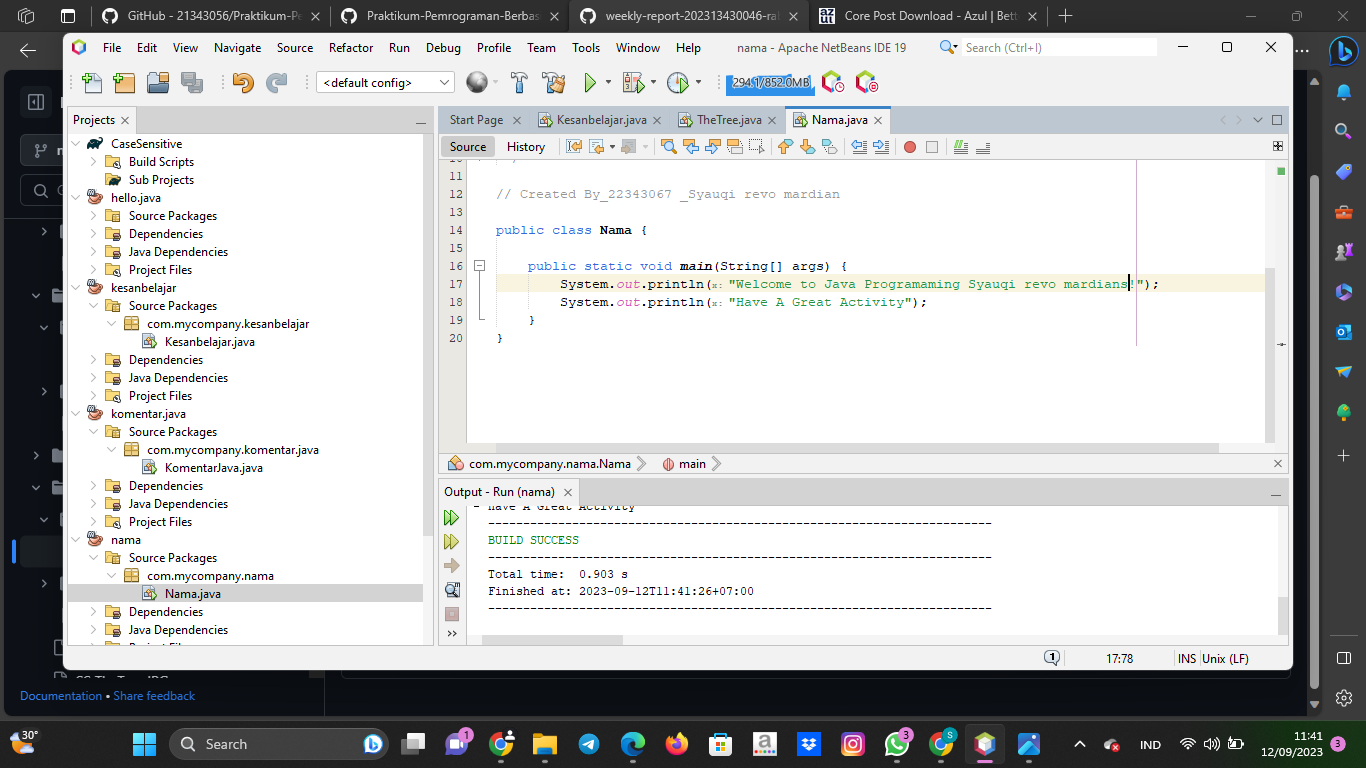 GitHub - 21343056/Praktikum-Pe
Praktikum-Pemrograman-Berbas
weekly-report-202313430046-ral
Core Post Download - Azul | Bett
File Edit View Navigate Source Refactor Run Debug Profile Team Tools Window Help
nama - Apache NetBeans IDE 19
Search (Ctrl+I)
<default config>
294.1/852.0MB
Projects
CaseSensitive
Build Scripts
Sub Projects
hello.java
Source Packages
Dependencies
Java Dependencies
Project Files
kesanbelajar
Source Packages
com.mycompany.kesanbelajar
Kesanbelajar.java
Dependencies
Java Dependencies
Project Files
komentar.java
Source Packages
com.mycompany.komentar.java
KomentarJava.java
Dependencies
Java Dependencies
Project Files
nama
Source Packages
com.mycompany.nama
Nama.java
Dependencies
Java Dependencies
Project Files
Start Page
Kesanbelajar.java
TheTree.java
Nama.java
Source
History
11
12 // Created By_22343067 _Syauqi revo mardian
13
14 public class Nama {
15
16 public static void main(String[] args) {
17 System.out.println(x: "Welcome to Java Programaming Syauqi revo mardians!");
18 System.out.println(x: "Have A Great Activity");
19 }
20 }
com.mycompany.nama.Nama
main
Output - Run (nama)
Have A Great Activity
------------------------------------------------------------------------
BUILD SUCCESS
------------------------------------------------------------------------
Total time:  0.903 s
Finished at: 2023-09-12T11:41:26+07:00
------------------------------------------------------------------------
1
17:78
INS
Unix (LF)
Documentation • Share feedback
30°
Search
1
3
S
IND
11:41
12/09/2023
3